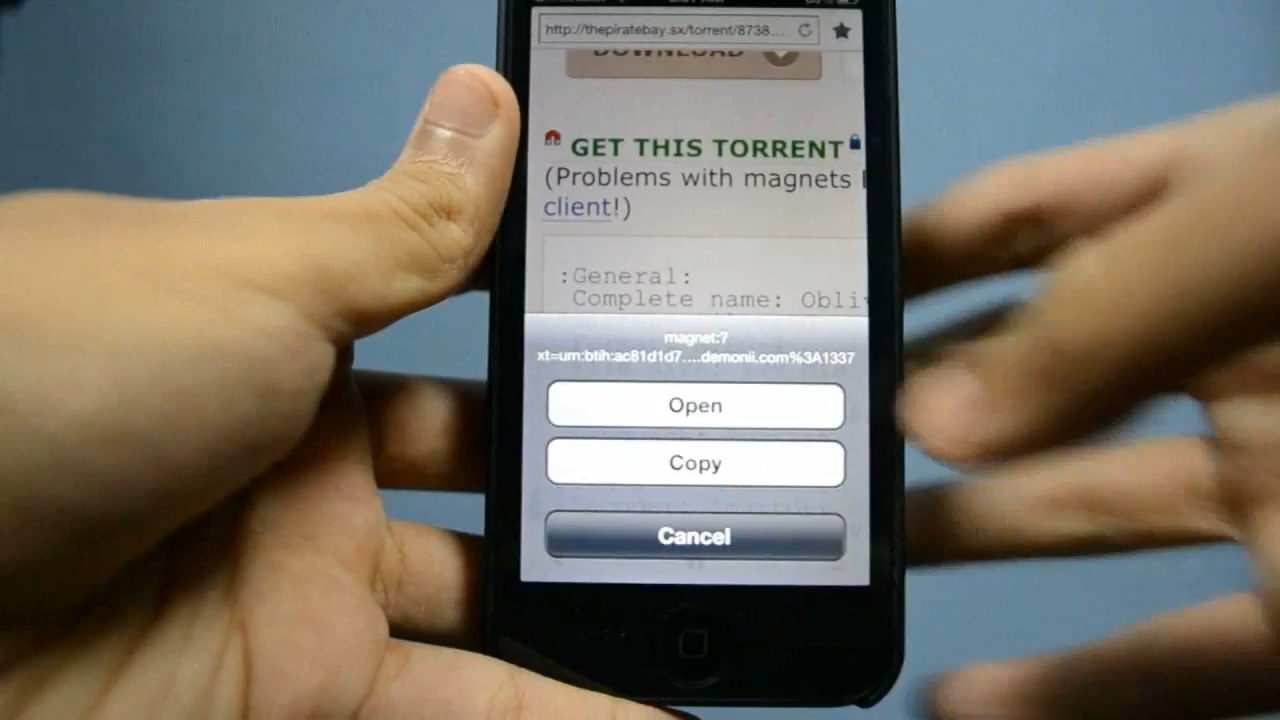 http://thepiratebay.sx/torrent/8738...
DOWNLOAD
GET THIS TORRENT
(Problems with magnets
client!)
:General:
Complete name: Obli
magnet:?
xt=urn:btih:ac81d1d7....demonii.com%3A1337
Open
Copy
Cancel